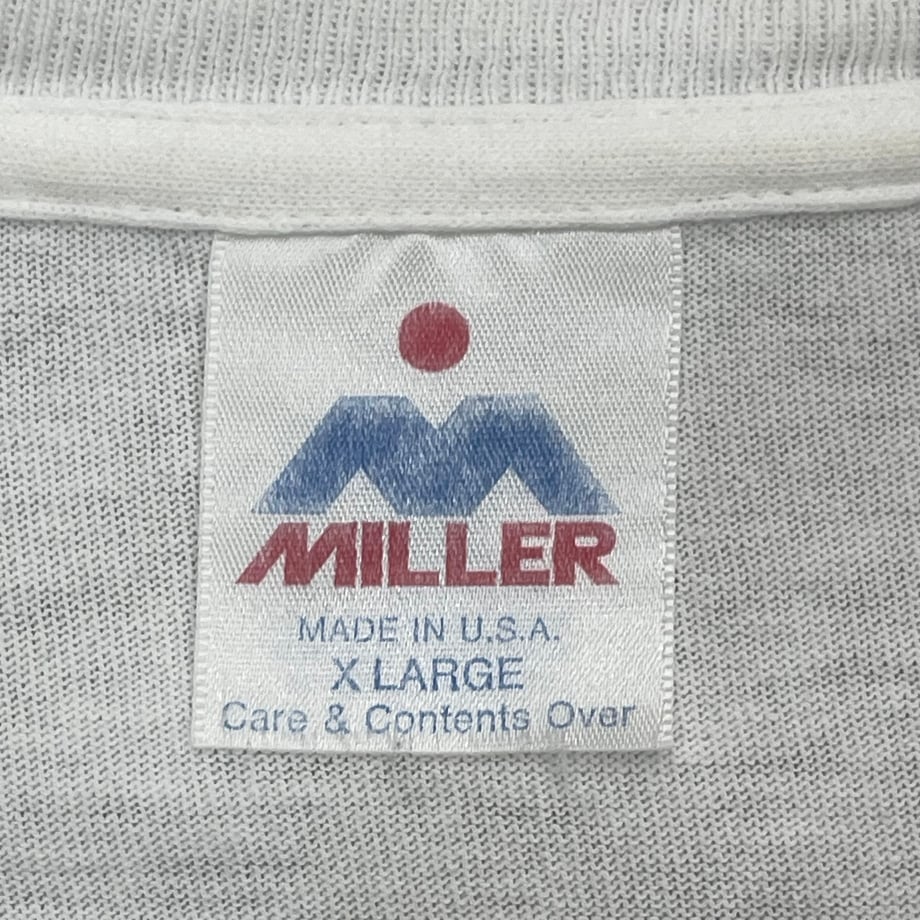 MILLER
MADE IN U.S.A.
X LARGE
Care & Contents Over